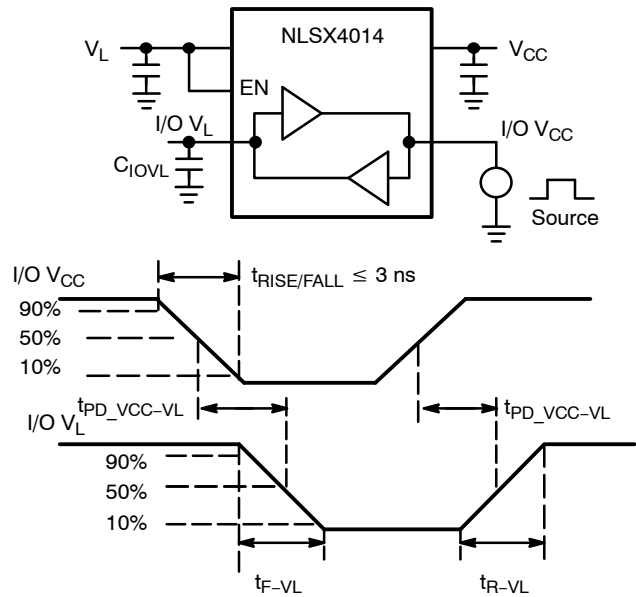 NLSX4014
V_L
V_CC
EN
I/O V_L
I/O V_CC
C_IOVL
Source
I/O V_CC
t_RISE/FALL ≤ 3 ns
90%
50%
10%
t_PD_VCC–VL
t_PD_VCC–VL
I/O V_L
90%
50%
10%
t_F–VL
t_R–VL